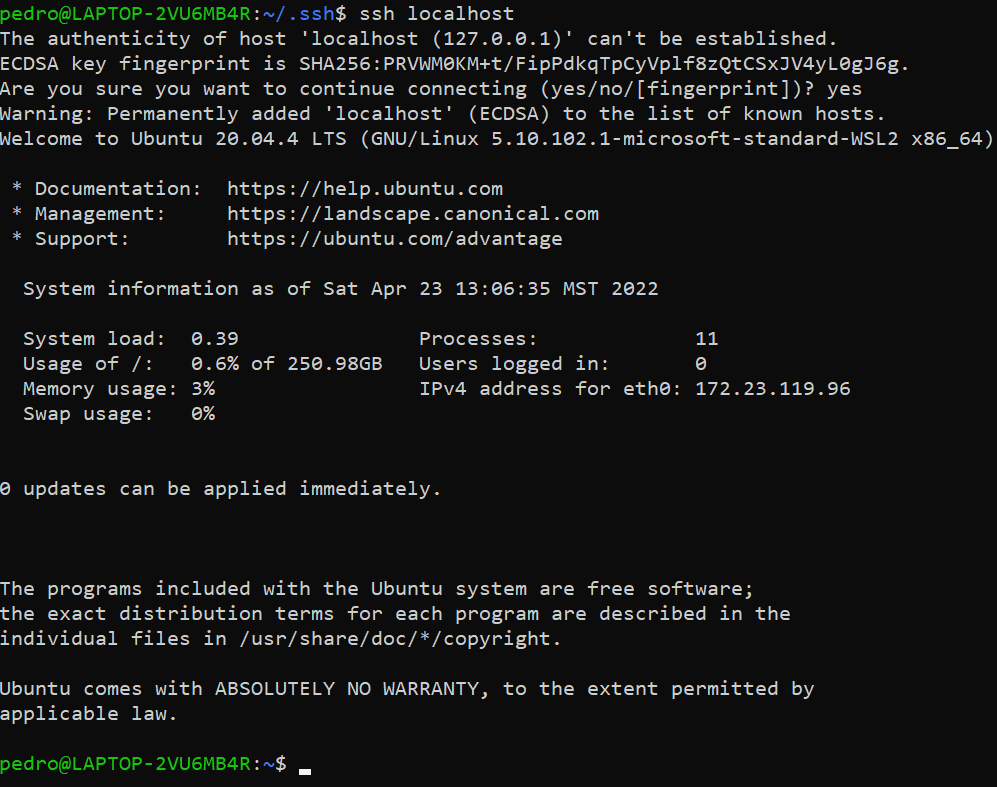 pedro@LAPTOP-2VU6MB4R:~/.ssh$ ssh localhost
The authenticity of host 'localhost (127.0.0.1)' can't be established.
ECDSA key fingerprint is SHA256:PRVWM0KM+t/FipPdkqTpCyVplf8zQtCSxJV4yL0gJ6g.
Are you sure you want to continue connecting (yes/no/[fingerprint])? yes
Warning: Permanently added 'localhost' (ECDSA) to the list of known hosts.
Welcome to Ubuntu 20.04.4 LTS (GNU/Linux 5.10.102.1-microsoft-standard-WSL2 x86_64)
* Documentation:  https://help.ubuntu.com
* Management:     https://landscape.canonical.com
* Support:        https://ubuntu.com/advantage
System information as of Sat Apr 23 13:06:35 MST 2022
System load:  0.39               Processes:             11
Usage of /:   0.6% of 250.98GB   Users logged in:       0
Memory usage: 3%                 IPv4 address for eth0: 172.23.119.96
Swap usage:   0%
0 updates can be applied immediately.
The programs included with the Ubuntu system are free software;
the exact distribution terms for each program are described in the
individual files in /usr/share/doc/*/copyright.
Ubuntu comes with ABSOLUTELY NO WARRANTY, to the extent permitted by
applicable law.
pedro@LAPTOP-2VU6MB4R:~$